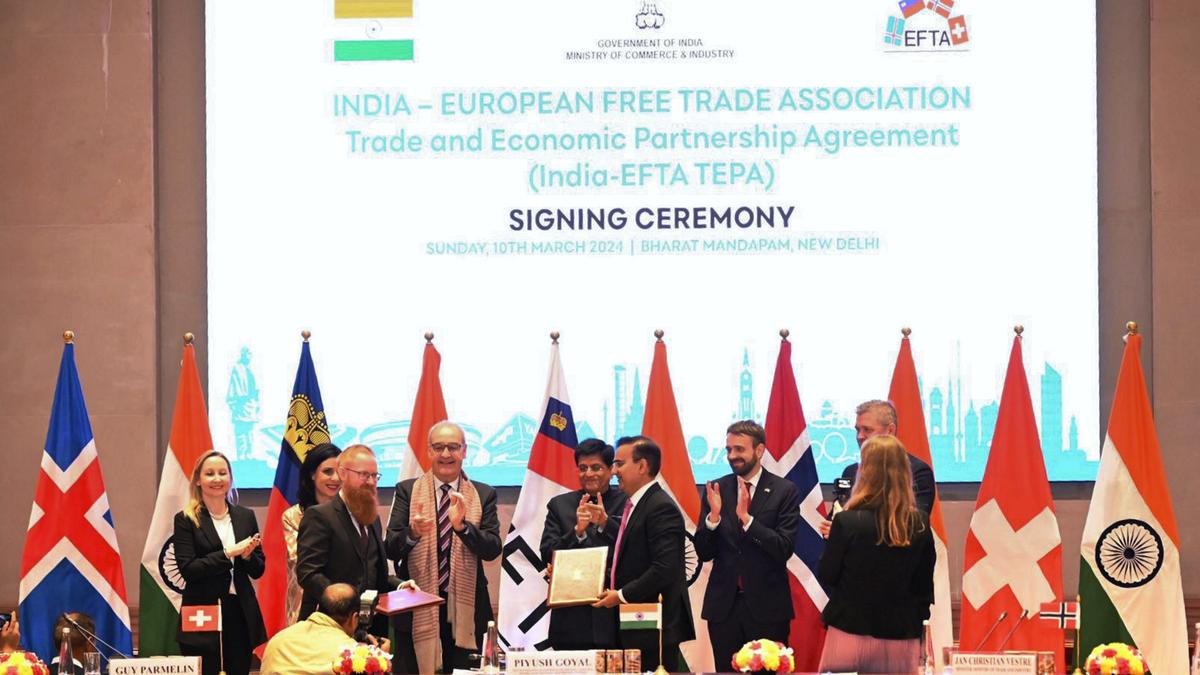 GOVERNMENT OF INDIA
MINISTRY OF COMMERCE & INDUSTRY
EFTA
INDIA – EUROPEAN FREE TRADE ASSOCIATION
Trade and Economic Partnership Agreement
(India-EFTA TEPA)
SIGNING CEREMONY
SUNDAY, 10TH MARCH 2024 | BHARAT MANDAPAM, NEW DELHI
GUY PARMELIN
PIYUSH GOYAL
JAN CHRISTIAN VESTRE